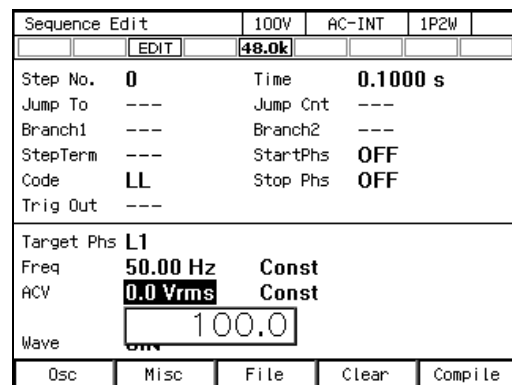 Sequence Edit 100V AC-INT 1P2W
EDIT 48.0k
Step No. 0 Time 0.1000 s
Jump To --- Jump Cnt ---
Branch1 --- Branch2 ---
StepTerm --- StartPhs OFF
Code LL Stop Phs OFF
Trig Out ---
Target Phs L1
Freq 50.00 Hz Const
ACV 0.0 Vrms Const
100.0
Wave
Osc Misc File Clear Compile